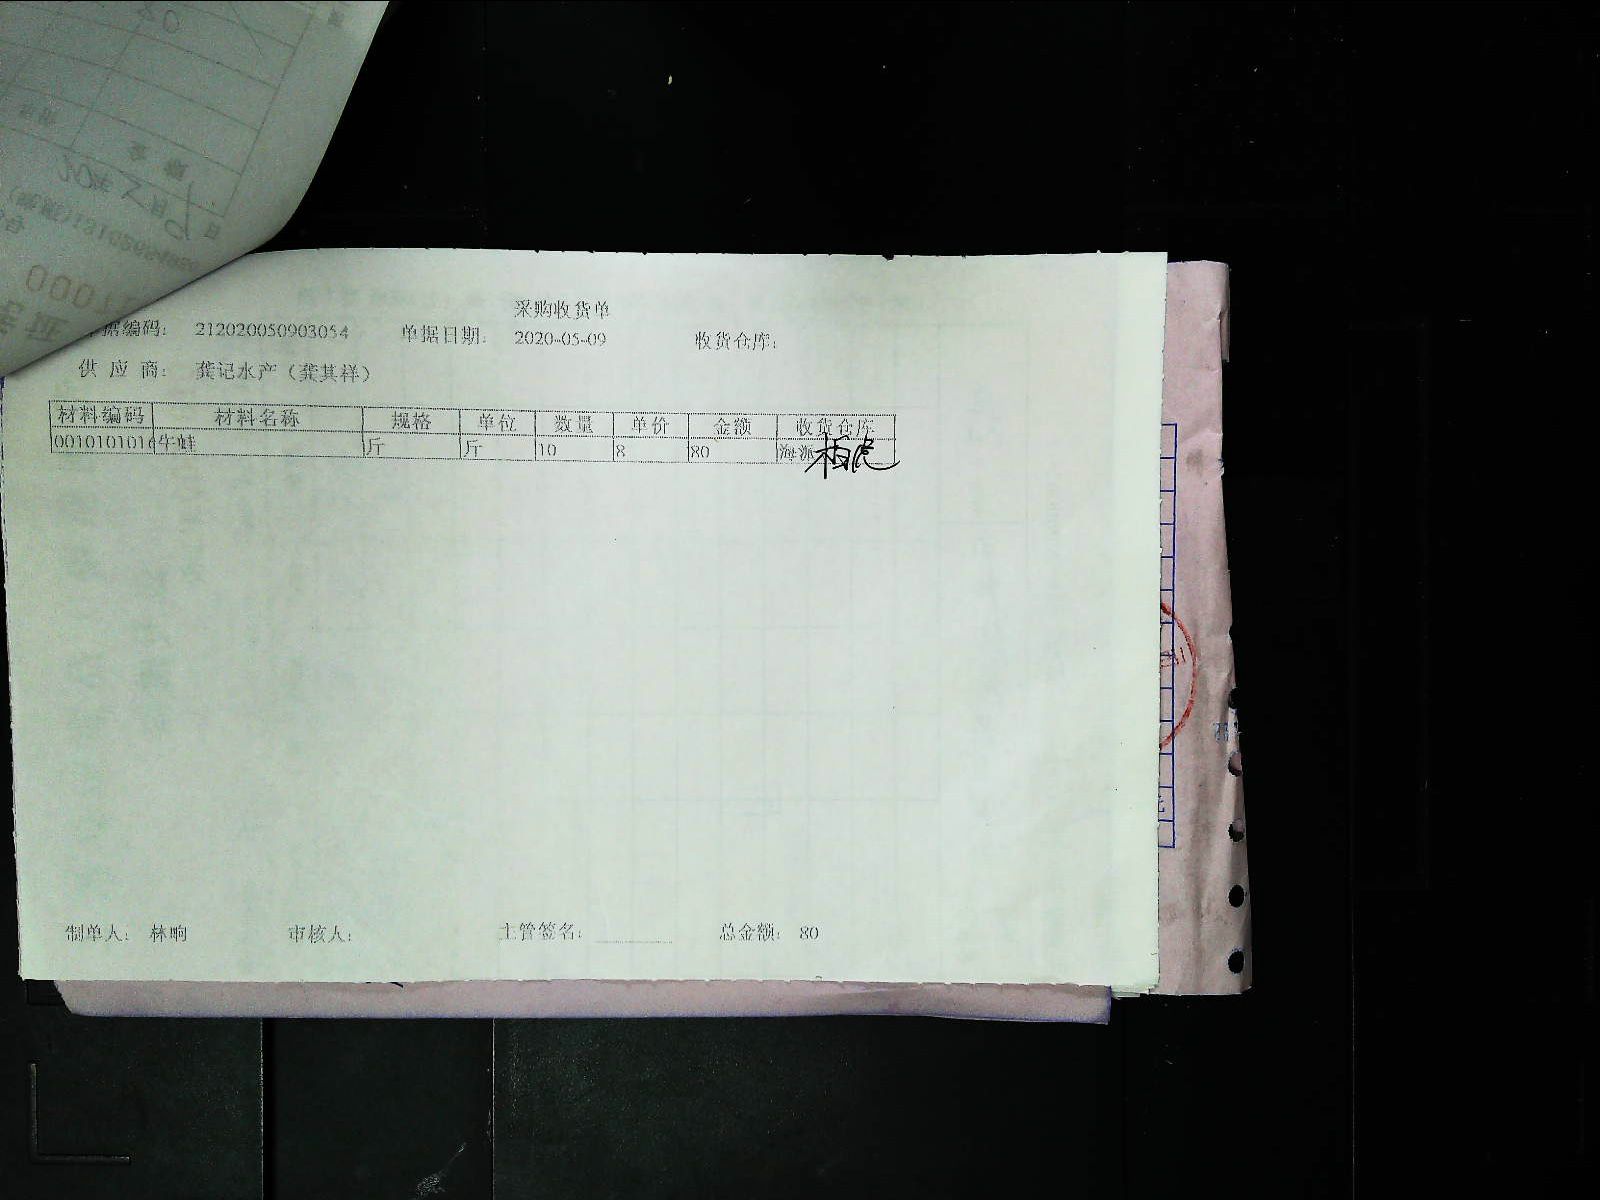 采购收货单
单据编码： 212020050903054 单据日期： 2020-05-09 收货仓库：
供 应 商： 龚记水产（龚其祥）
材料编码 材料名称 规格 单位 数量 单价 金额 收货仓库
0010101016 牛蛙 斤 斤 10 8 80 海派
制单人： 林响 审核人： 主管签名： 总金额： 80